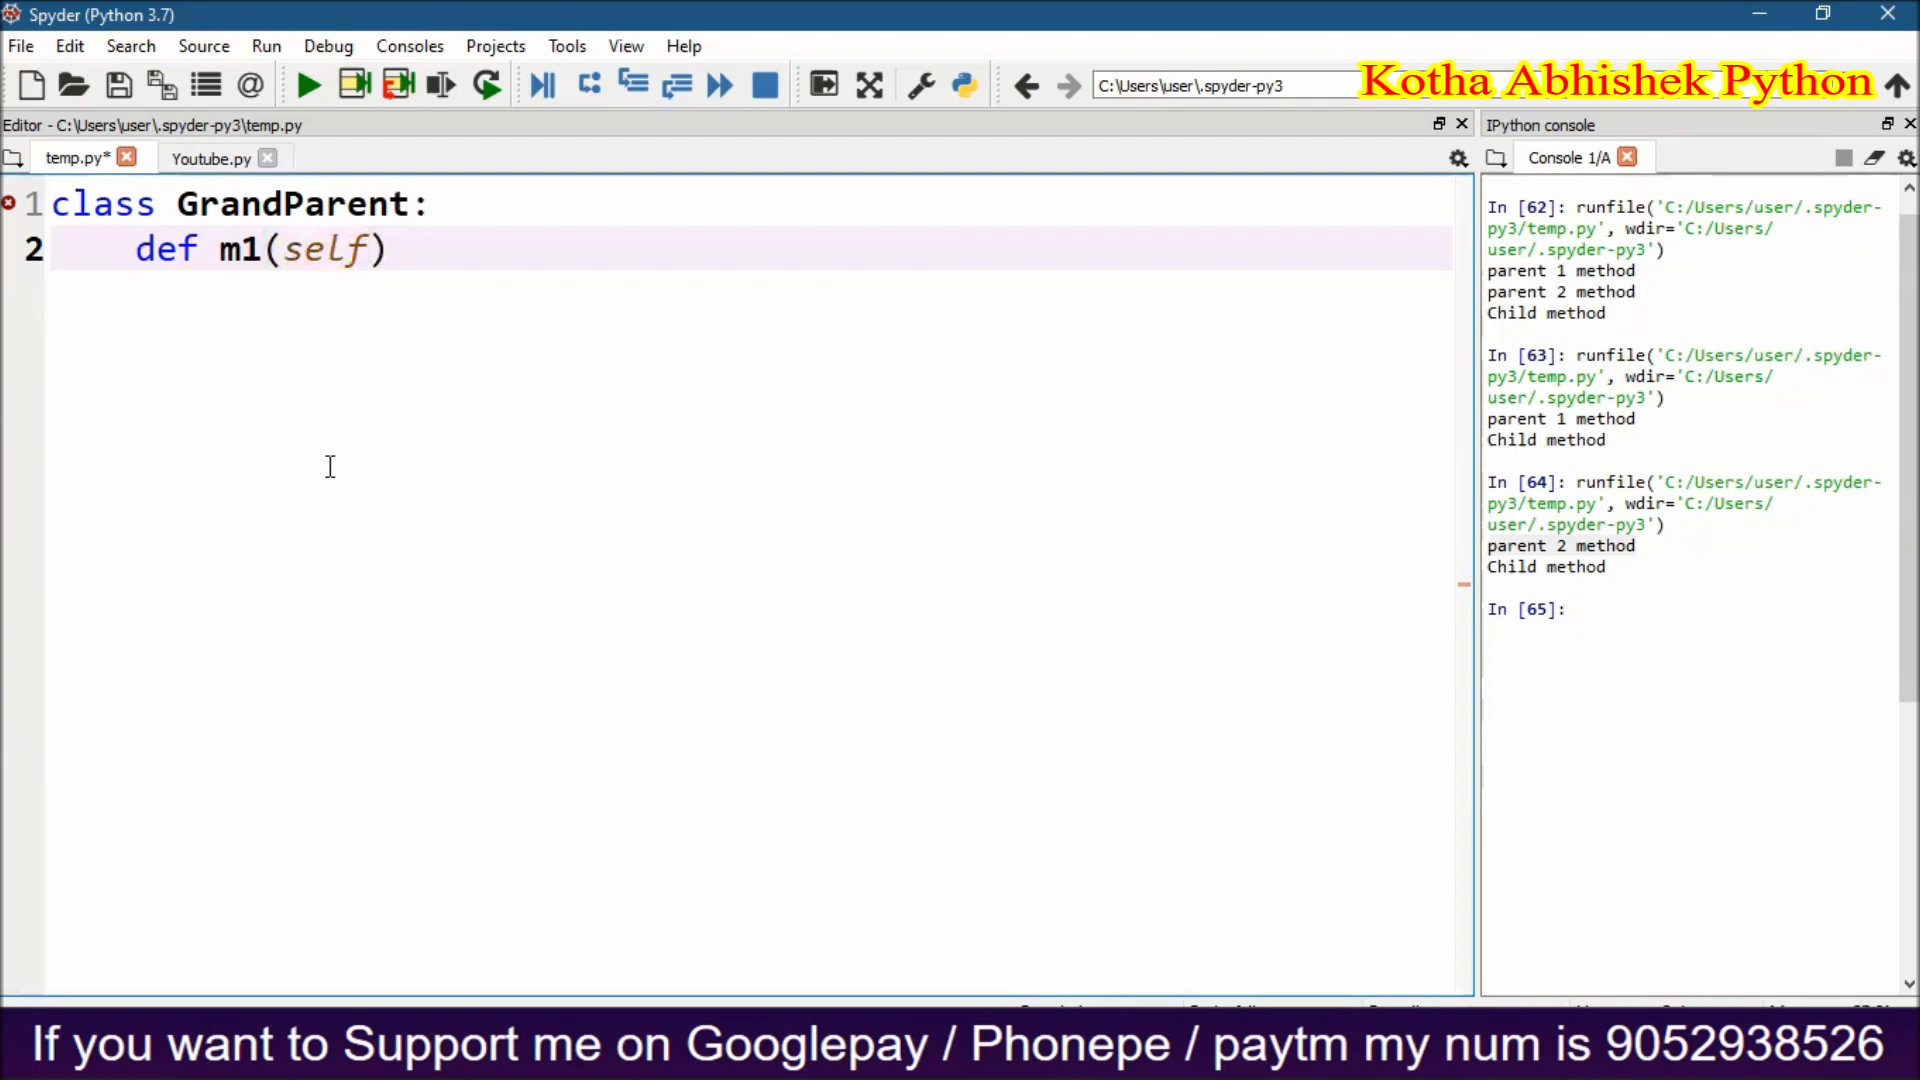 Spyder (Python 3.7)
File Edit Search Source Run Debug Consoles Projects Tools View Help
C:\Users\user\.spyder-py3
Kotha Abhishek Python
Editor - C:\Users\user\.spyder-py3\temp.py
IPython console
temp.py*
Youtube.py
Console 1/A
1 class GrandParent:
2 def m1(self)
In [62]: runfile('C:/Users/user/.spyder-
py3/temp.py', wdir='C:/Users/
user/.spyder-py3')
parent 1 method
parent 2 method
Child method
In [63]: runfile('C:/Users/user/.spyder-
py3/temp.py', wdir='C:/Users/
user/.spyder-py3')
parent 1 method
Child method
In [64]: runfile('C:/Users/user/.spyder-
py3/temp.py', wdir='C:/Users/
user/.spyder-py3')
parent 2 method
Child method
In [65]:
If you want to Support me on Googlepay / Phonepe / paytm my num is 9052938526